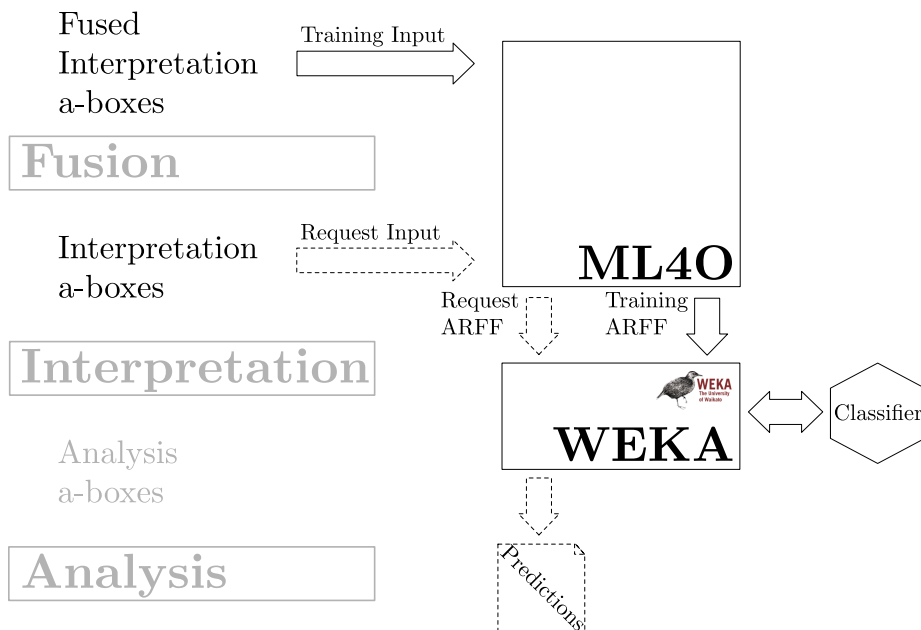 Fused
Interpretation
a-boxes
Training Input
Fusion
Interpretation
a-boxes
Request Input
ML4O
Request
ARFF
Training
ARFF
Interpretation
WEKA
The University
of Waikato
WEKA
Classifier
Analysis
a-boxes
Analysis
Predictions